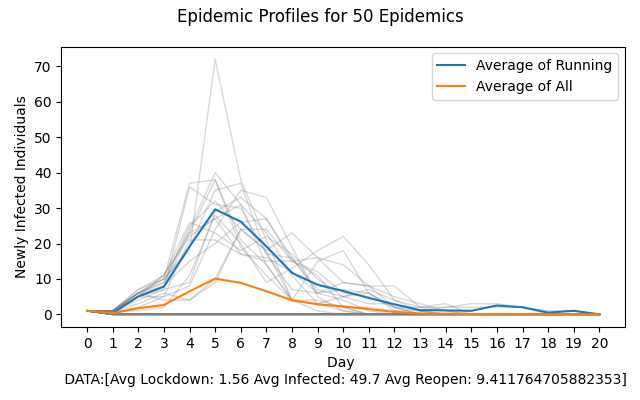 Epidemic Profiles for 50 Epidemics
Average of Running
Average of All
Newly Infected Individuals
70
60
50
40
30
20
10
0
0 1 2 3 4 5 6 7 8 9 10 11 12 13 14 15 16 17 18 19 20
Day
DATA:[Avg Lockdown: 1.56 Avg Infected: 49.7 Avg Reopen: 9.411764705882353]